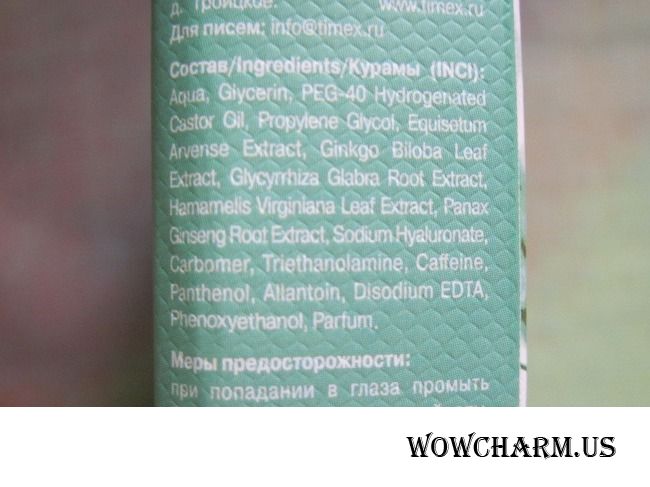 д. Троицкое. www.timex.ru
Для писем: info@timex.ru
Состав/Ingredients/Курамы (INCI):
Aqua, Glycerin, PEG-40 Hydrogenated
Castor Oil, Propylene Glycol, Equisetum
Arvense Extract, Ginkgo Biloba Leaf
Extract, Glycyrrhiza Glabra Root Extract,
Hamamelis Virginiana Leaf Extract, Panax
Ginseng Root Extract, Sodium Hyaluronate,
Carbomer, Triethanolamine, Caffeine,
Panthenol, Allantoin, Disodium EDTA,
Phenoxyethanol, Parfum.
Меры предосторожности:
при попадании в глаза промыть
WOWCHARM.US